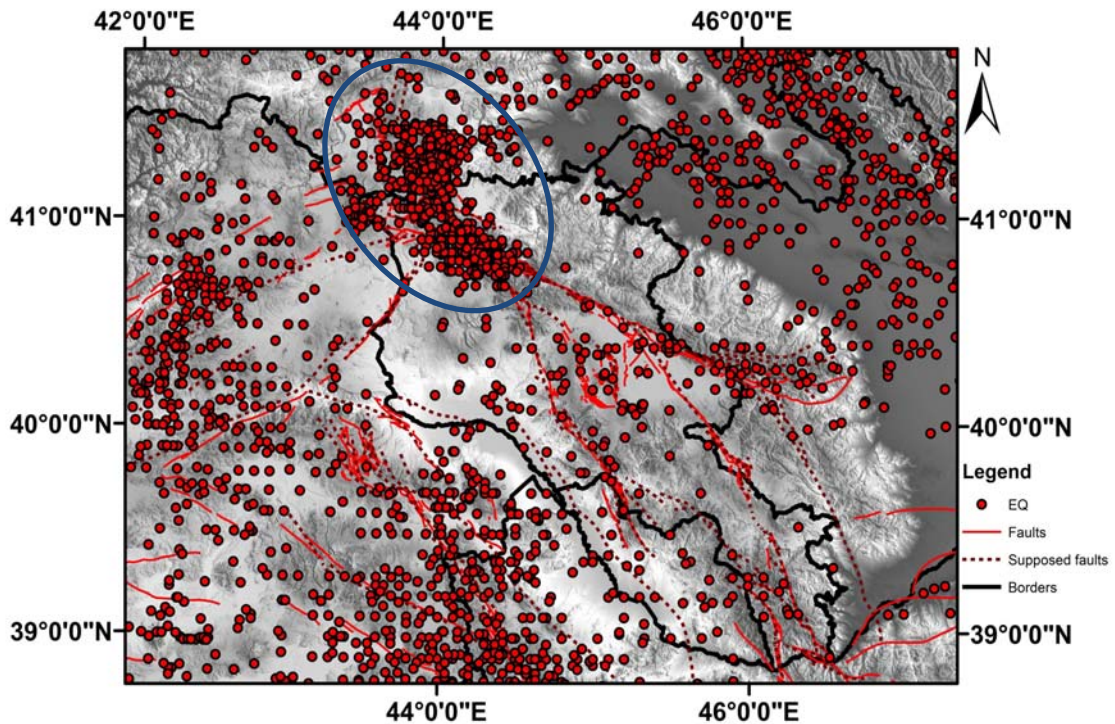 42°0'0"E 44°0'0"E 46°0'0"E
N
41°0'0"N 41°0'0"N
40°0'0"N 40°0'0"N
Legend
EQ
Faults
Supposed faults
Borders
39°0'0"N 39°0'0"N
44°0'0"E 46°0'0"E